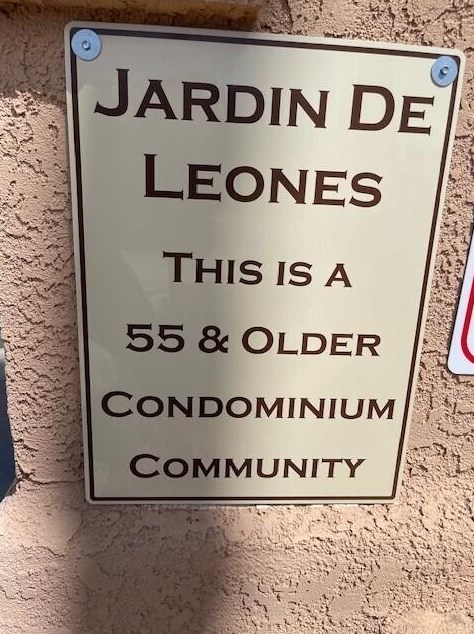 JARDIN DE
LEONES
THIS IS A
55 & OLDER
CONDOMINIUM
COMMUNITY